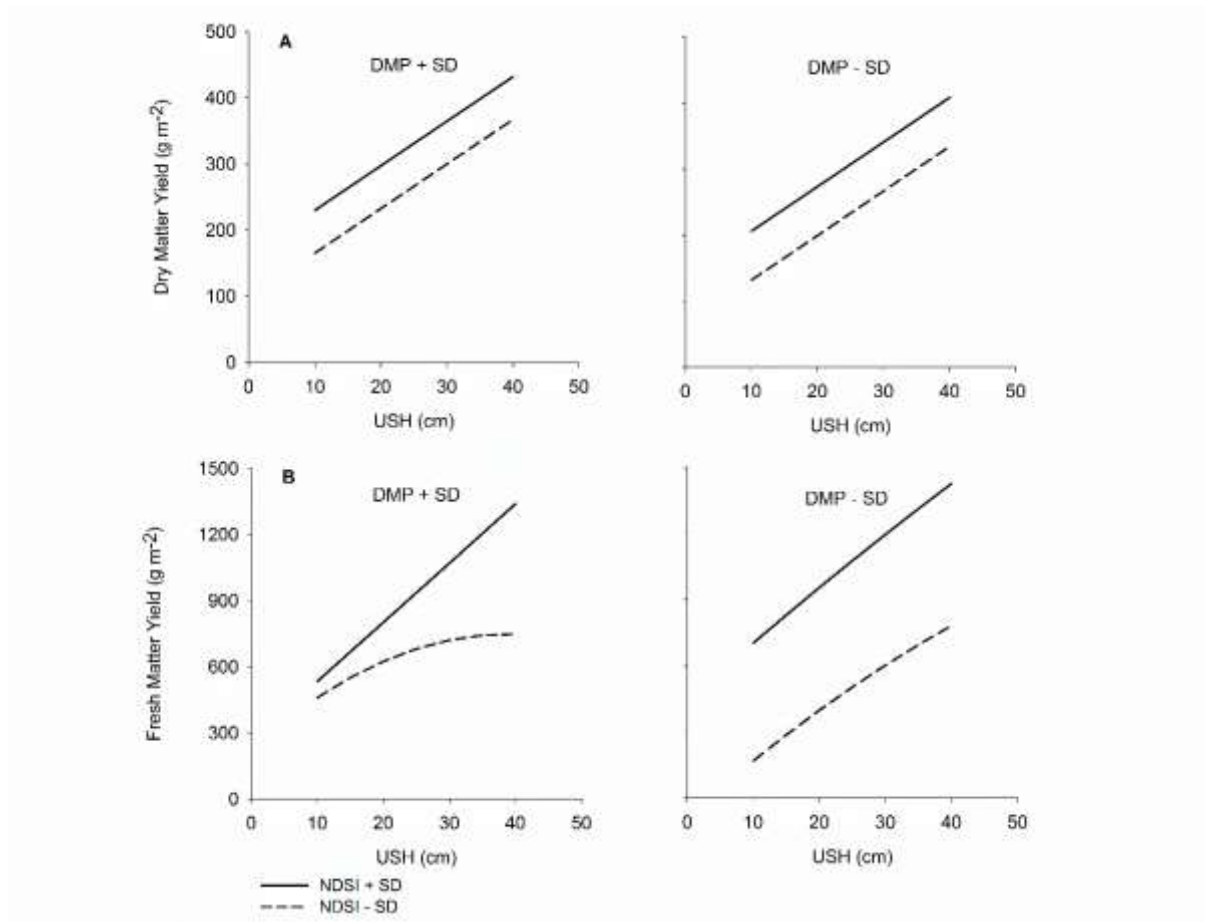 A
DMP + SD
Dry Matter Yield (g m-2)
500
400
300
200
100
0
0 10 20 30 40 50
USH (cm)
DMP - SD
0 10 20 30 40 50
USH (cm)
B
DMP + SD
Fresh Matter Yield (g m-2)
1500
1200
900
600
300
0
0 10 20 30 40 50
USH (cm)
DMP - SD
0 10 20 30 40 50
USH (cm)
NDSI + SD
NDSI - SD